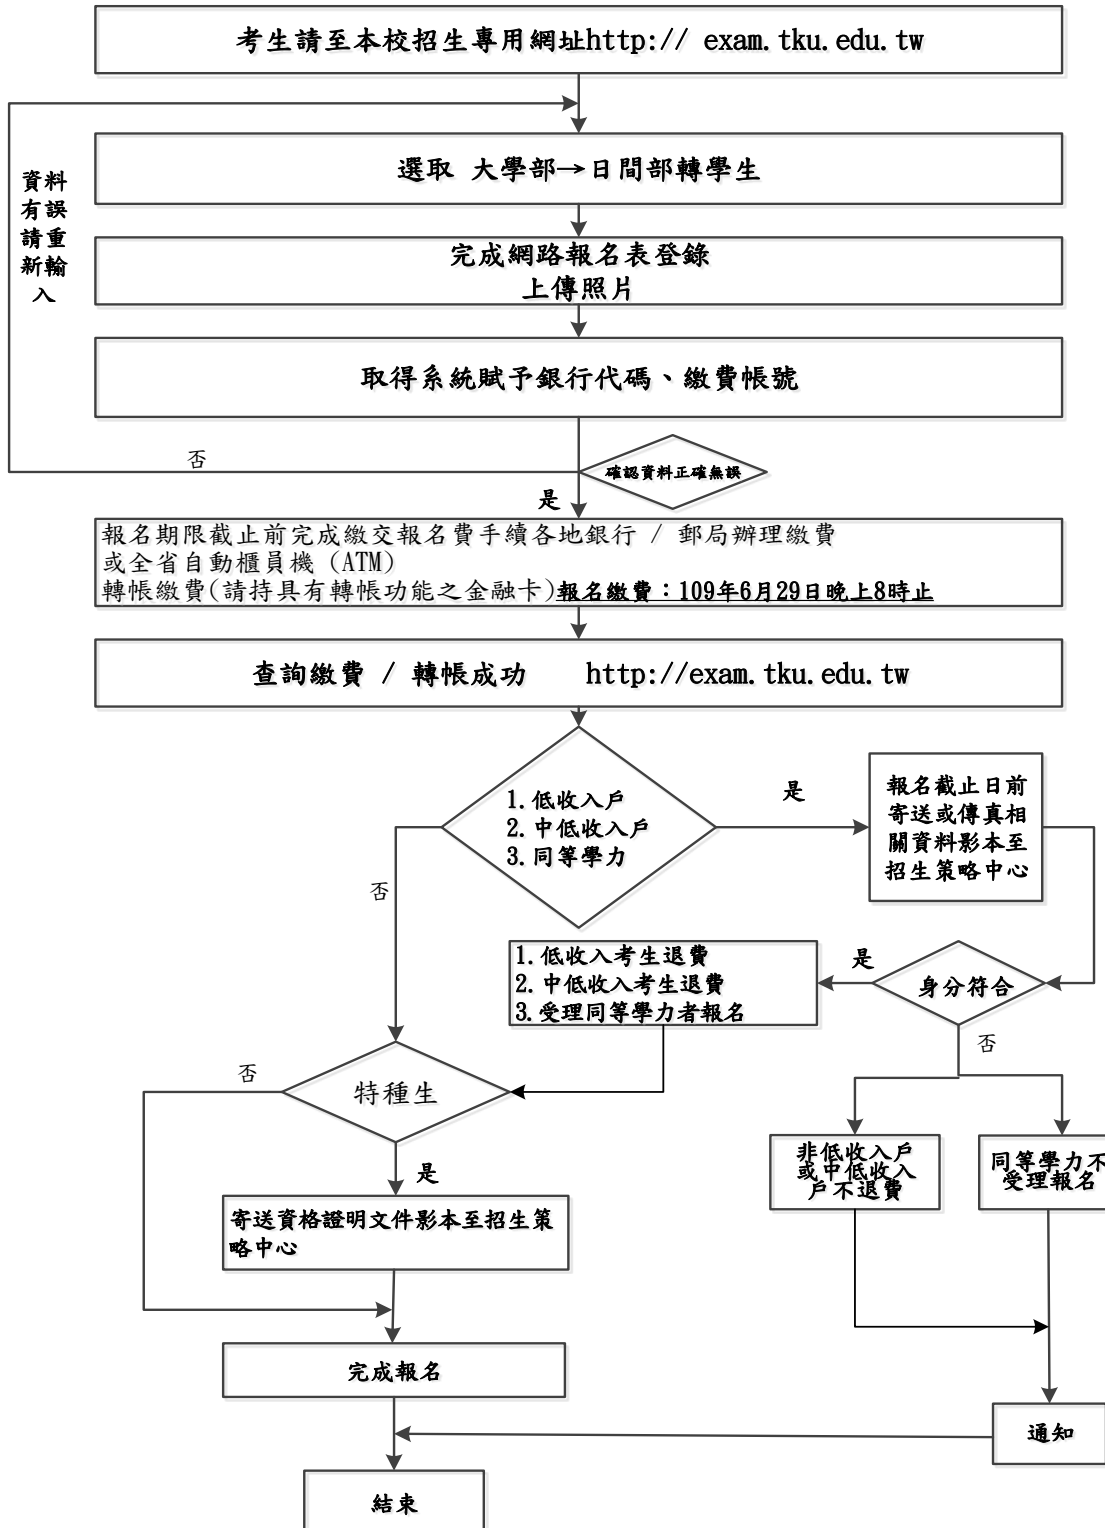 考生請至本校招生專用網址http:// exam.tku.edu.tw
選取 大學部→日間部轉學生
資料
有誤
請重
新輸
入
完成網路報名表登錄
上傳照片
取得系統賦予銀行代碼、繳費帳號
否
確認資料正確無誤
是
報名期限截止前完成繳交報名費手續各地銀行 / 郵局辦理繳費
或全省自動櫃員機 (ATM)
轉帳繳費(請持具有轉帳功能之金融卡)報名繳費：109年6月29日晚上8時止
查詢繳費 / 轉帳成功 http://exam.tku.edu.tw
1.低收入戶
2.中低收入戶
3.同等學力
是
報名截止日前
寄送或傳真相
關資料影本至
招生策略中心
否
1.低收入考生退費
2.中低收入考生退費
3.受理同等學力者報名
是
身分符合
否
否
特種生
非低收入戶
或中低收入
戶不退費
同等學力不
受理報名
是
寄送資格證明文件影本至招生策
略中心
完成報名
通知
結束